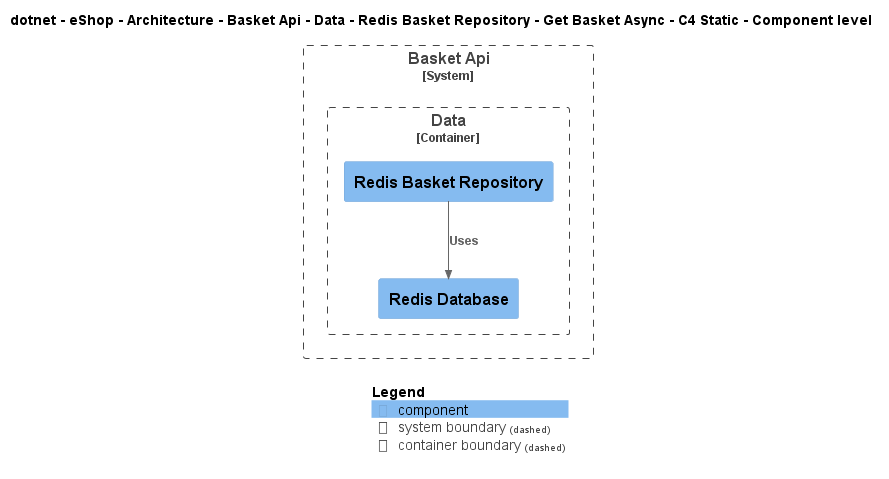 dotnet - eShop - Architecture - Basket Api - Data - Redis Basket Repository - Get Basket Async - C4 Static - Component level
Basket Api
[System]
Data
[Container]
Redis Basket Repository
Uses
Redis Database
Legend
component
system boundary (dashed)
container boundary (dashed)